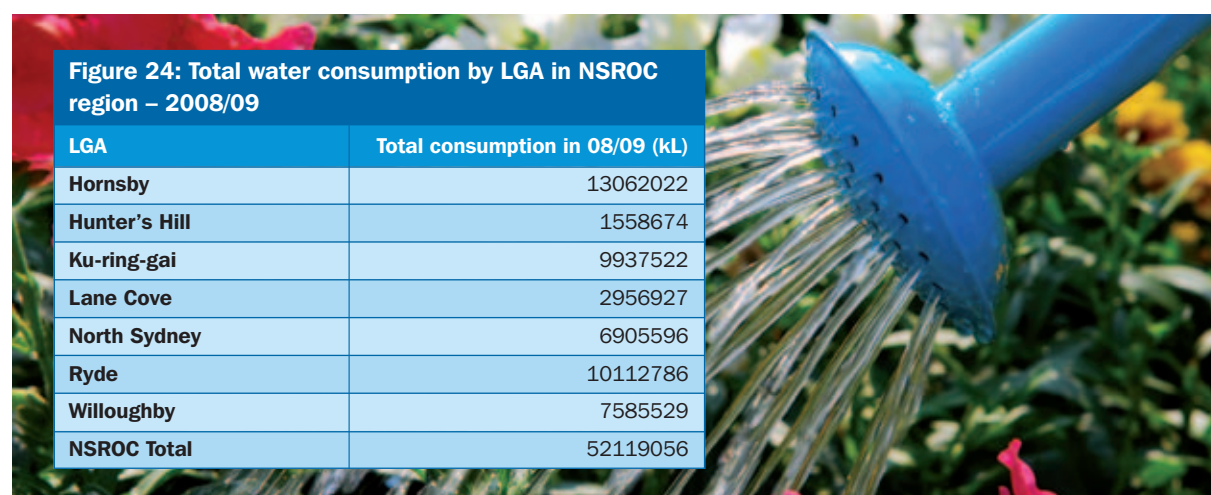 Figure 24: Total water consumption by LGA in NSROC
region – 2008/09
LGA Total consumption in 08/09 (kL)
Hornsby 13062022
Hunter's Hill 1558674
Ku-ring-gai 9937522
Lane Cove 2956927
North Sydney 6905596
Ryde 10112786
Willoughby 7585529
NSROC Total 52119056